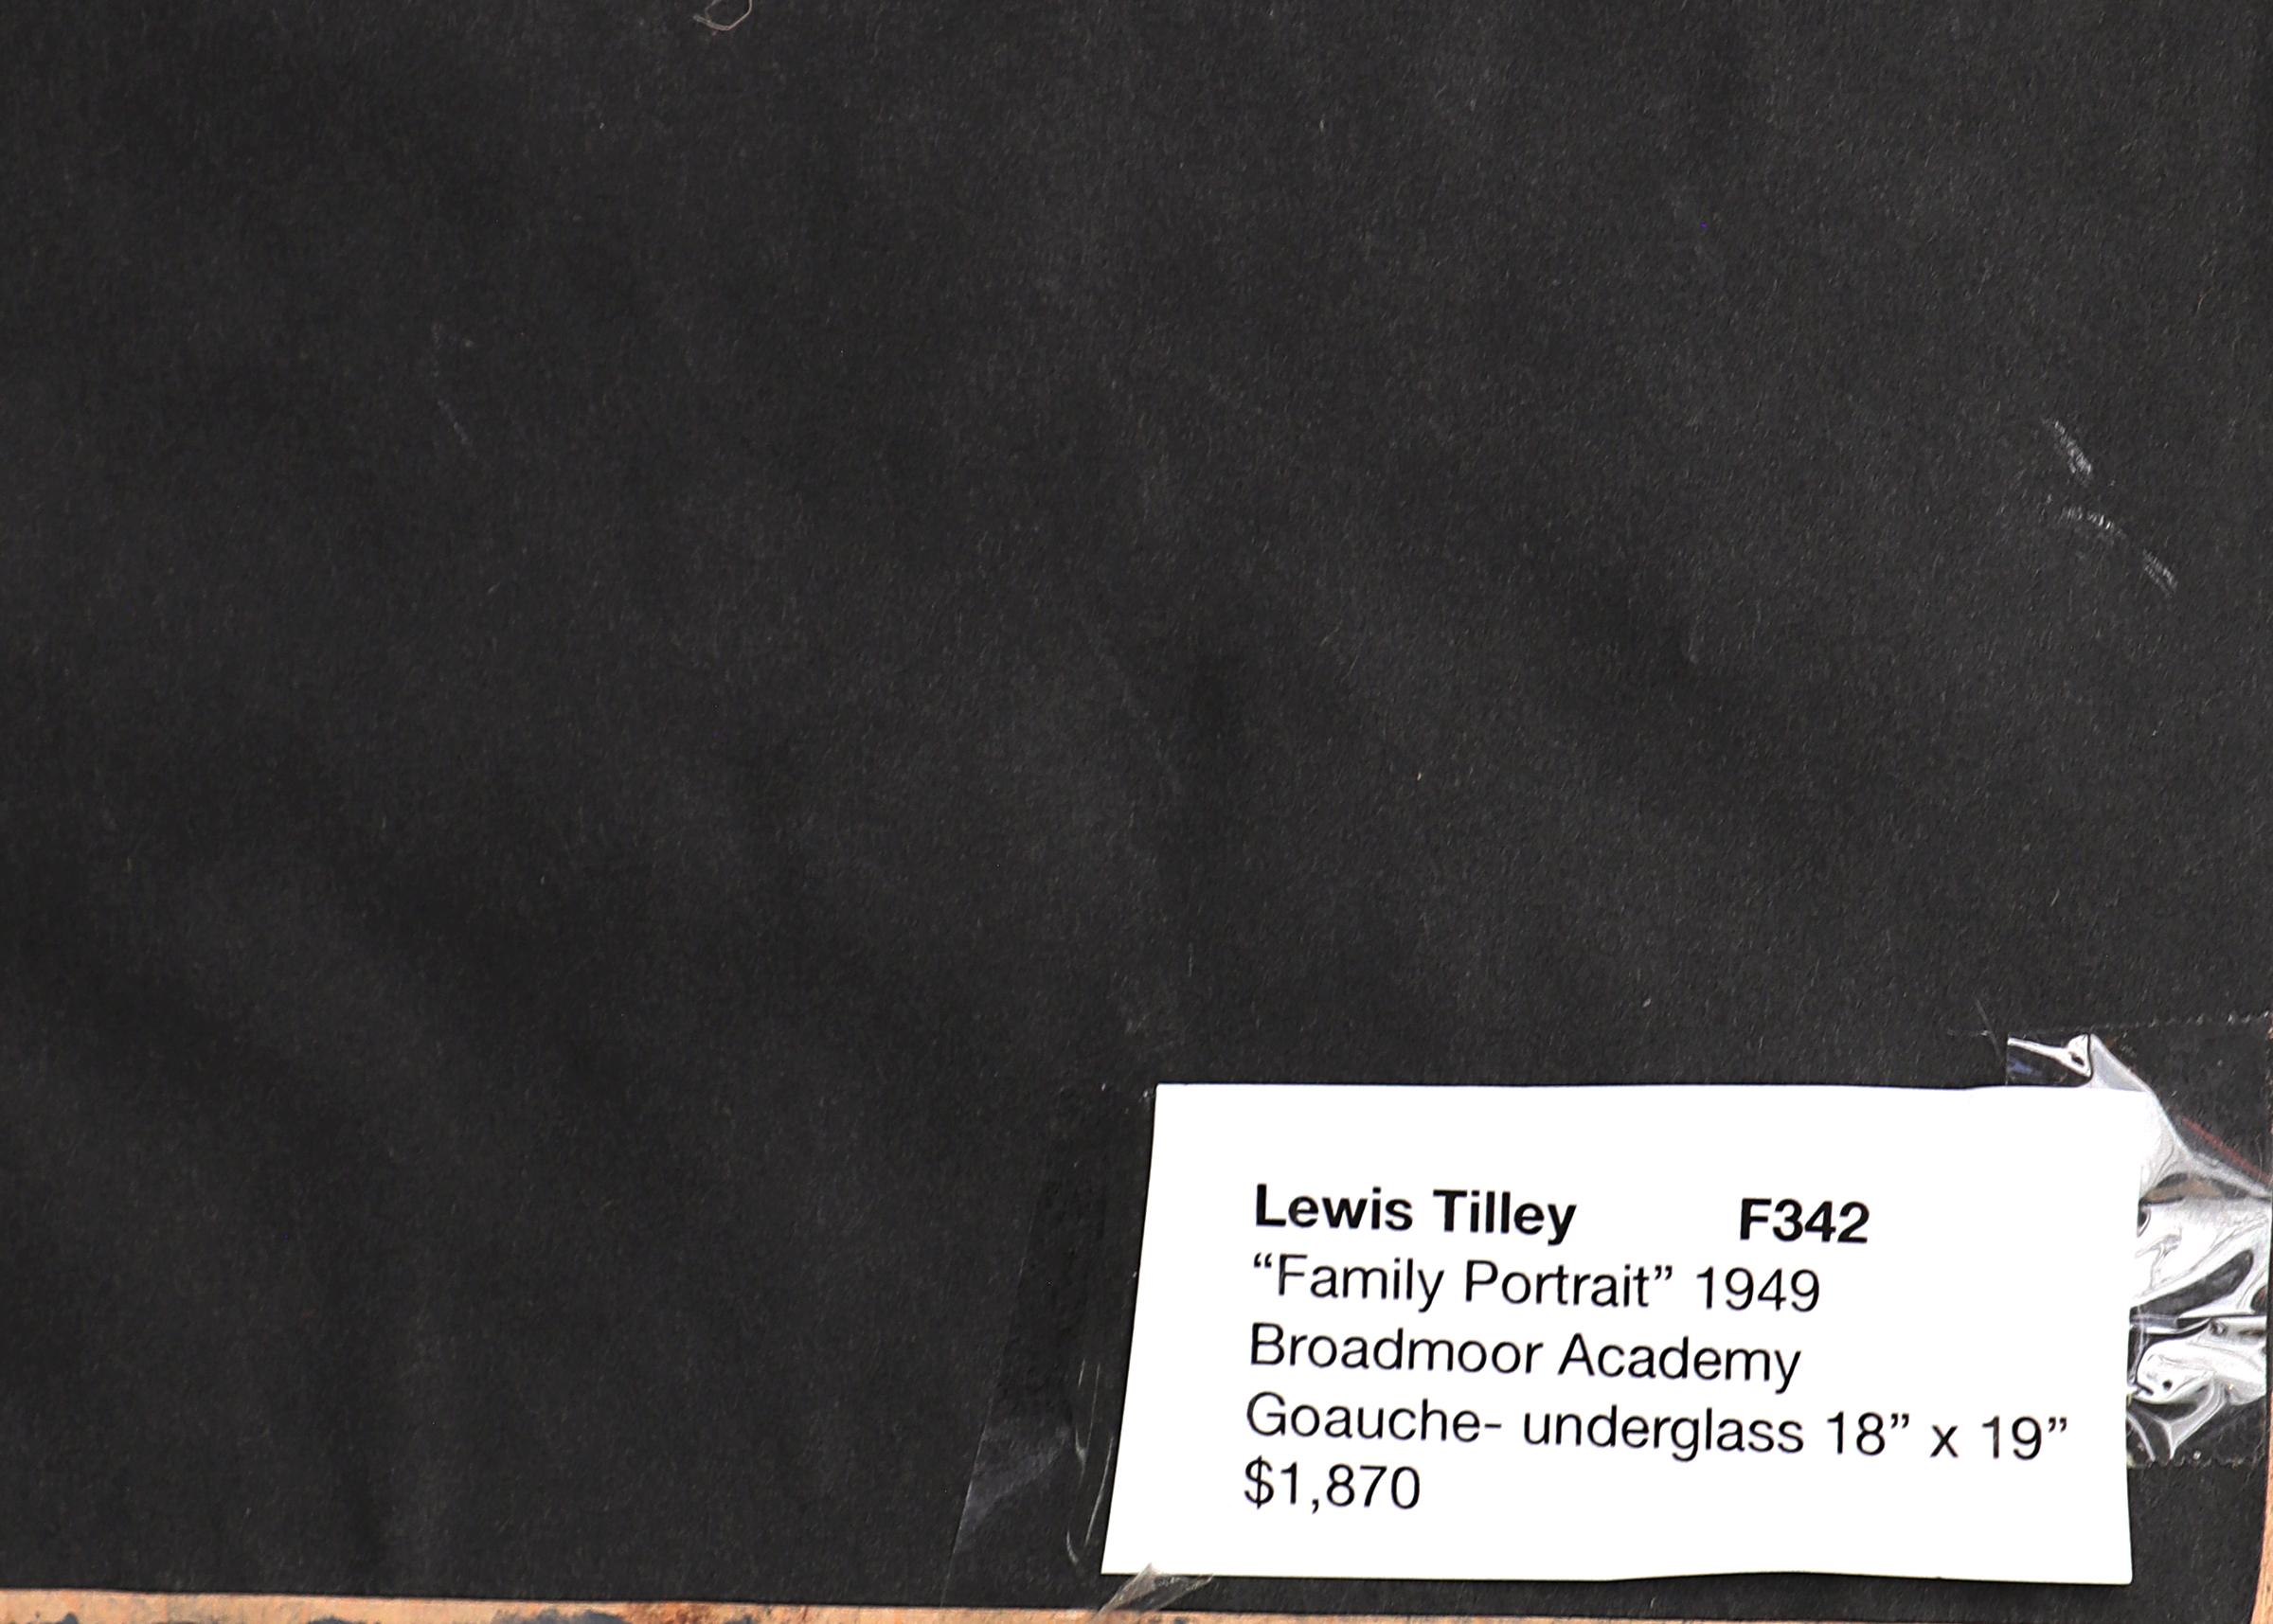 Lewis Tilley F342
“Family Portrait” 1949
Broadmoor Academy
Goauche- underglass 18” x 19”
$1,870